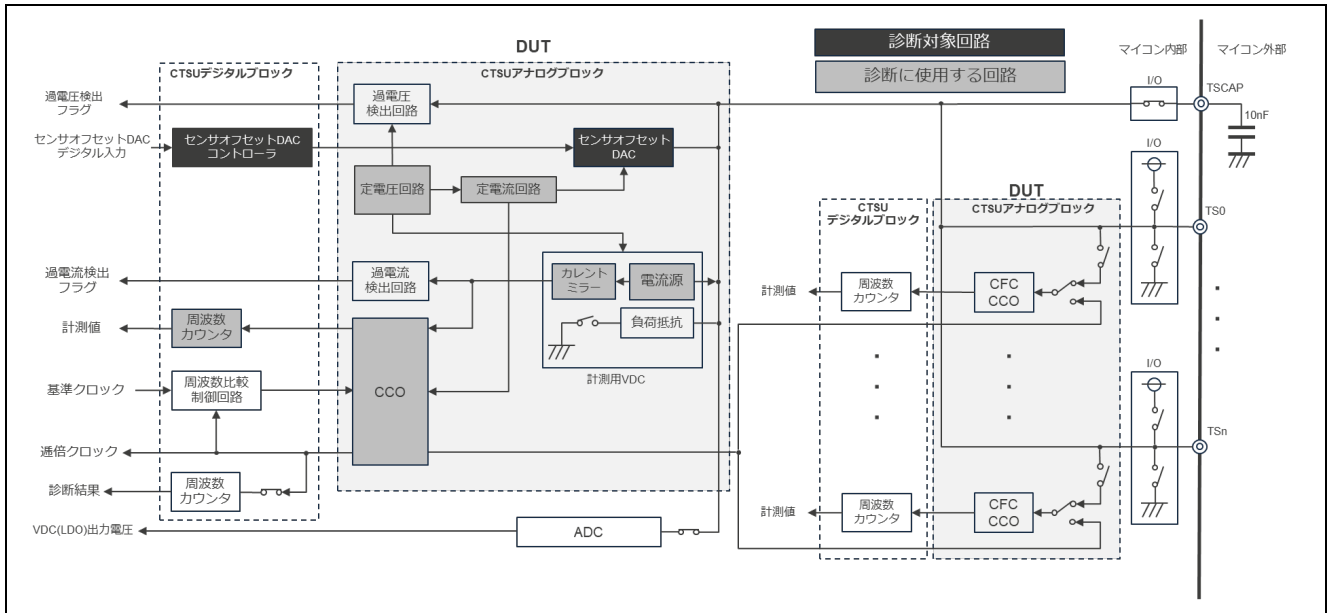 DUT
診断対象回路
診断に使用する回路
マイコン内部
マイコン外部
CTSUデジタルブロック
CTSUアナログブロック
I/O
TSCAP
10nF
過電圧検出
フラグ
過電圧
検出回路
センサオフセットDAC
デジタル入力
センサオフセットDAC
コントローラ
センサオフセット
DAC
I/O
定電圧回路
定電流回路
DUT
CTSU
デジタルブロック
CTSUアナログブロック
TS0
過電流検出
フラグ
過電流
検出回路
カレント
ミラー
電流源
計測値
周波数
カウンタ
CFC
CCO
計測値
周波数
カウンタ
負荷抵抗
計測用VDC
基準クロック
周波数比較
制御回路
CCO
I/O
逓倍クロック
TSn
診断結果
周波数
カウンタ
計測値
周波数
カウンタ
CFC
CCO
VDC(LDO)出力電圧
ADC